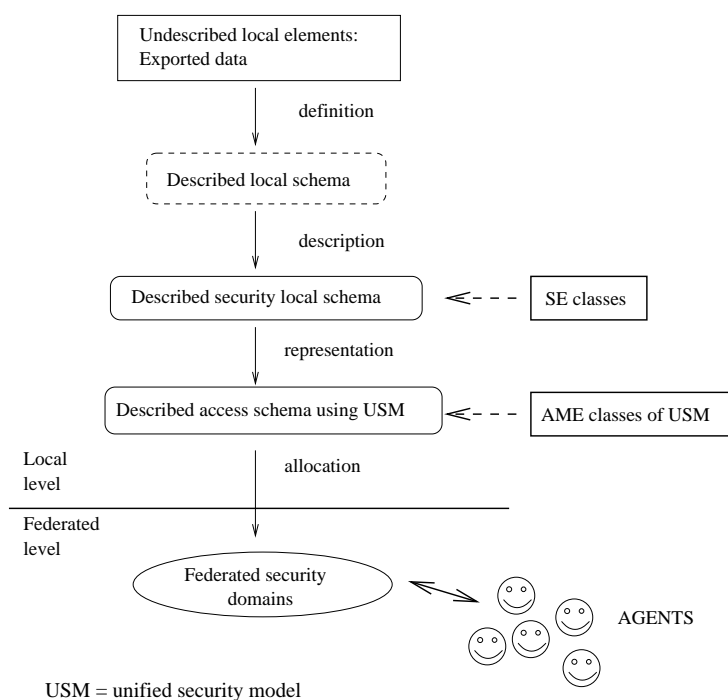 Undescribed local elements:
Exported data
definition
Described local schema
description
Described security local schema
SE classes
representation
Described access schema using USM
AME classes of USM
Local
level
allocation
Federated
level
Federated security
domains
AGENTS
USM = unified security model